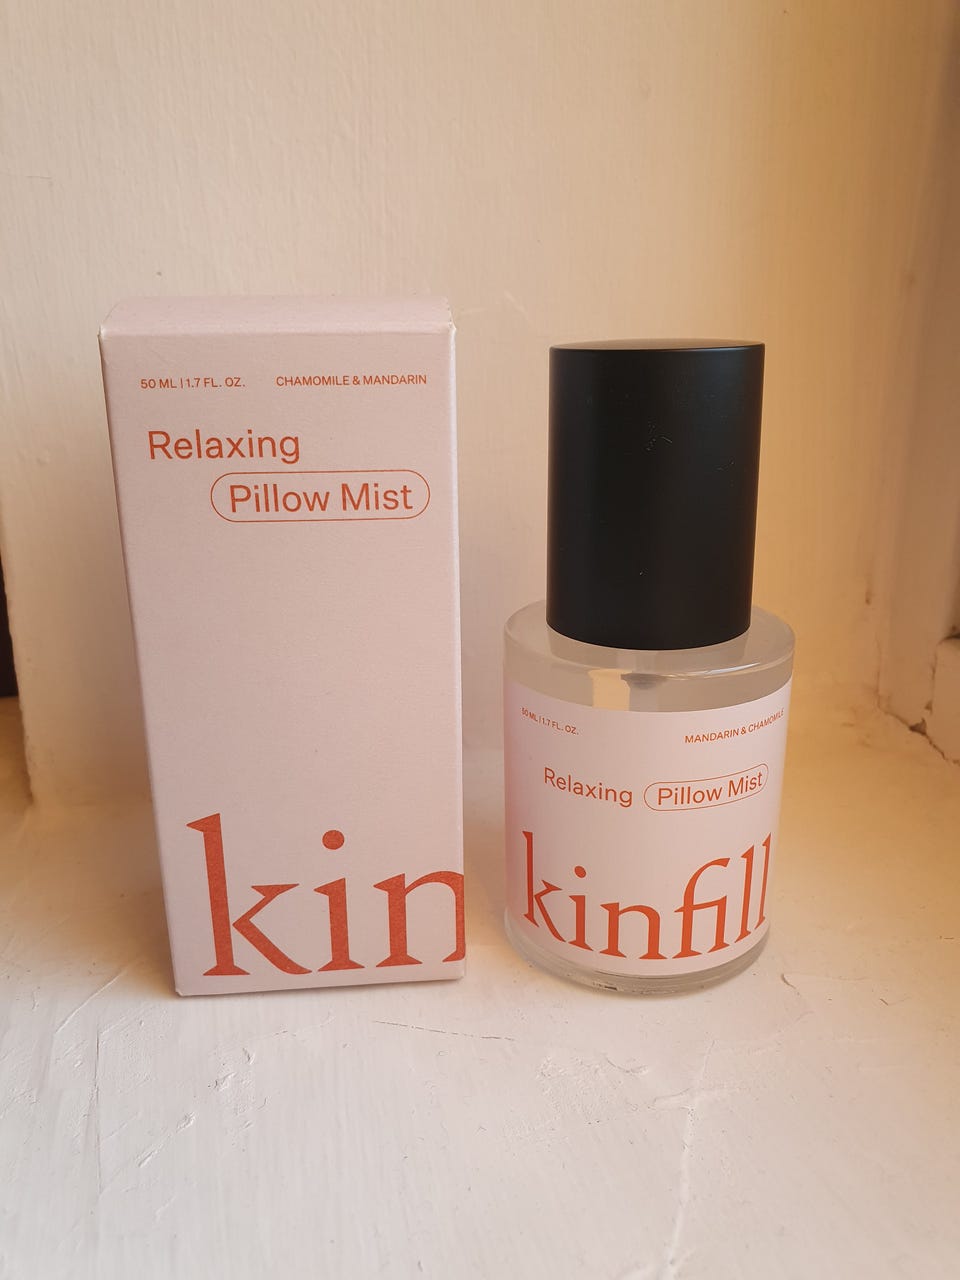 50 ML | 1.7 FL. OZ. CHAMOMILE & MANDARIN
Relaxing
Pillow Mist
kin
50 ML | 1.7 FL. OZ. MANDARIN & CHAMOMILE
Relaxing Pillow Mist
kinfill